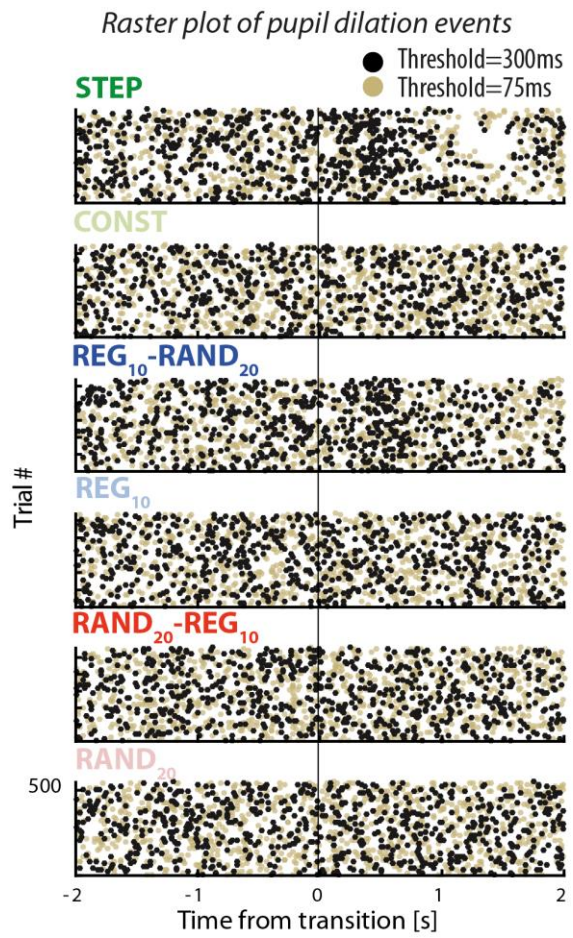 Raster plot of pupil dilation events
Threshold=300ms
Threshold=75ms
STEP
CONST
REG10-RAND20
REG10
RAND20-REG10
RAND20
Trial #
500
-2 -1 0 1 2
Time from transition [s]